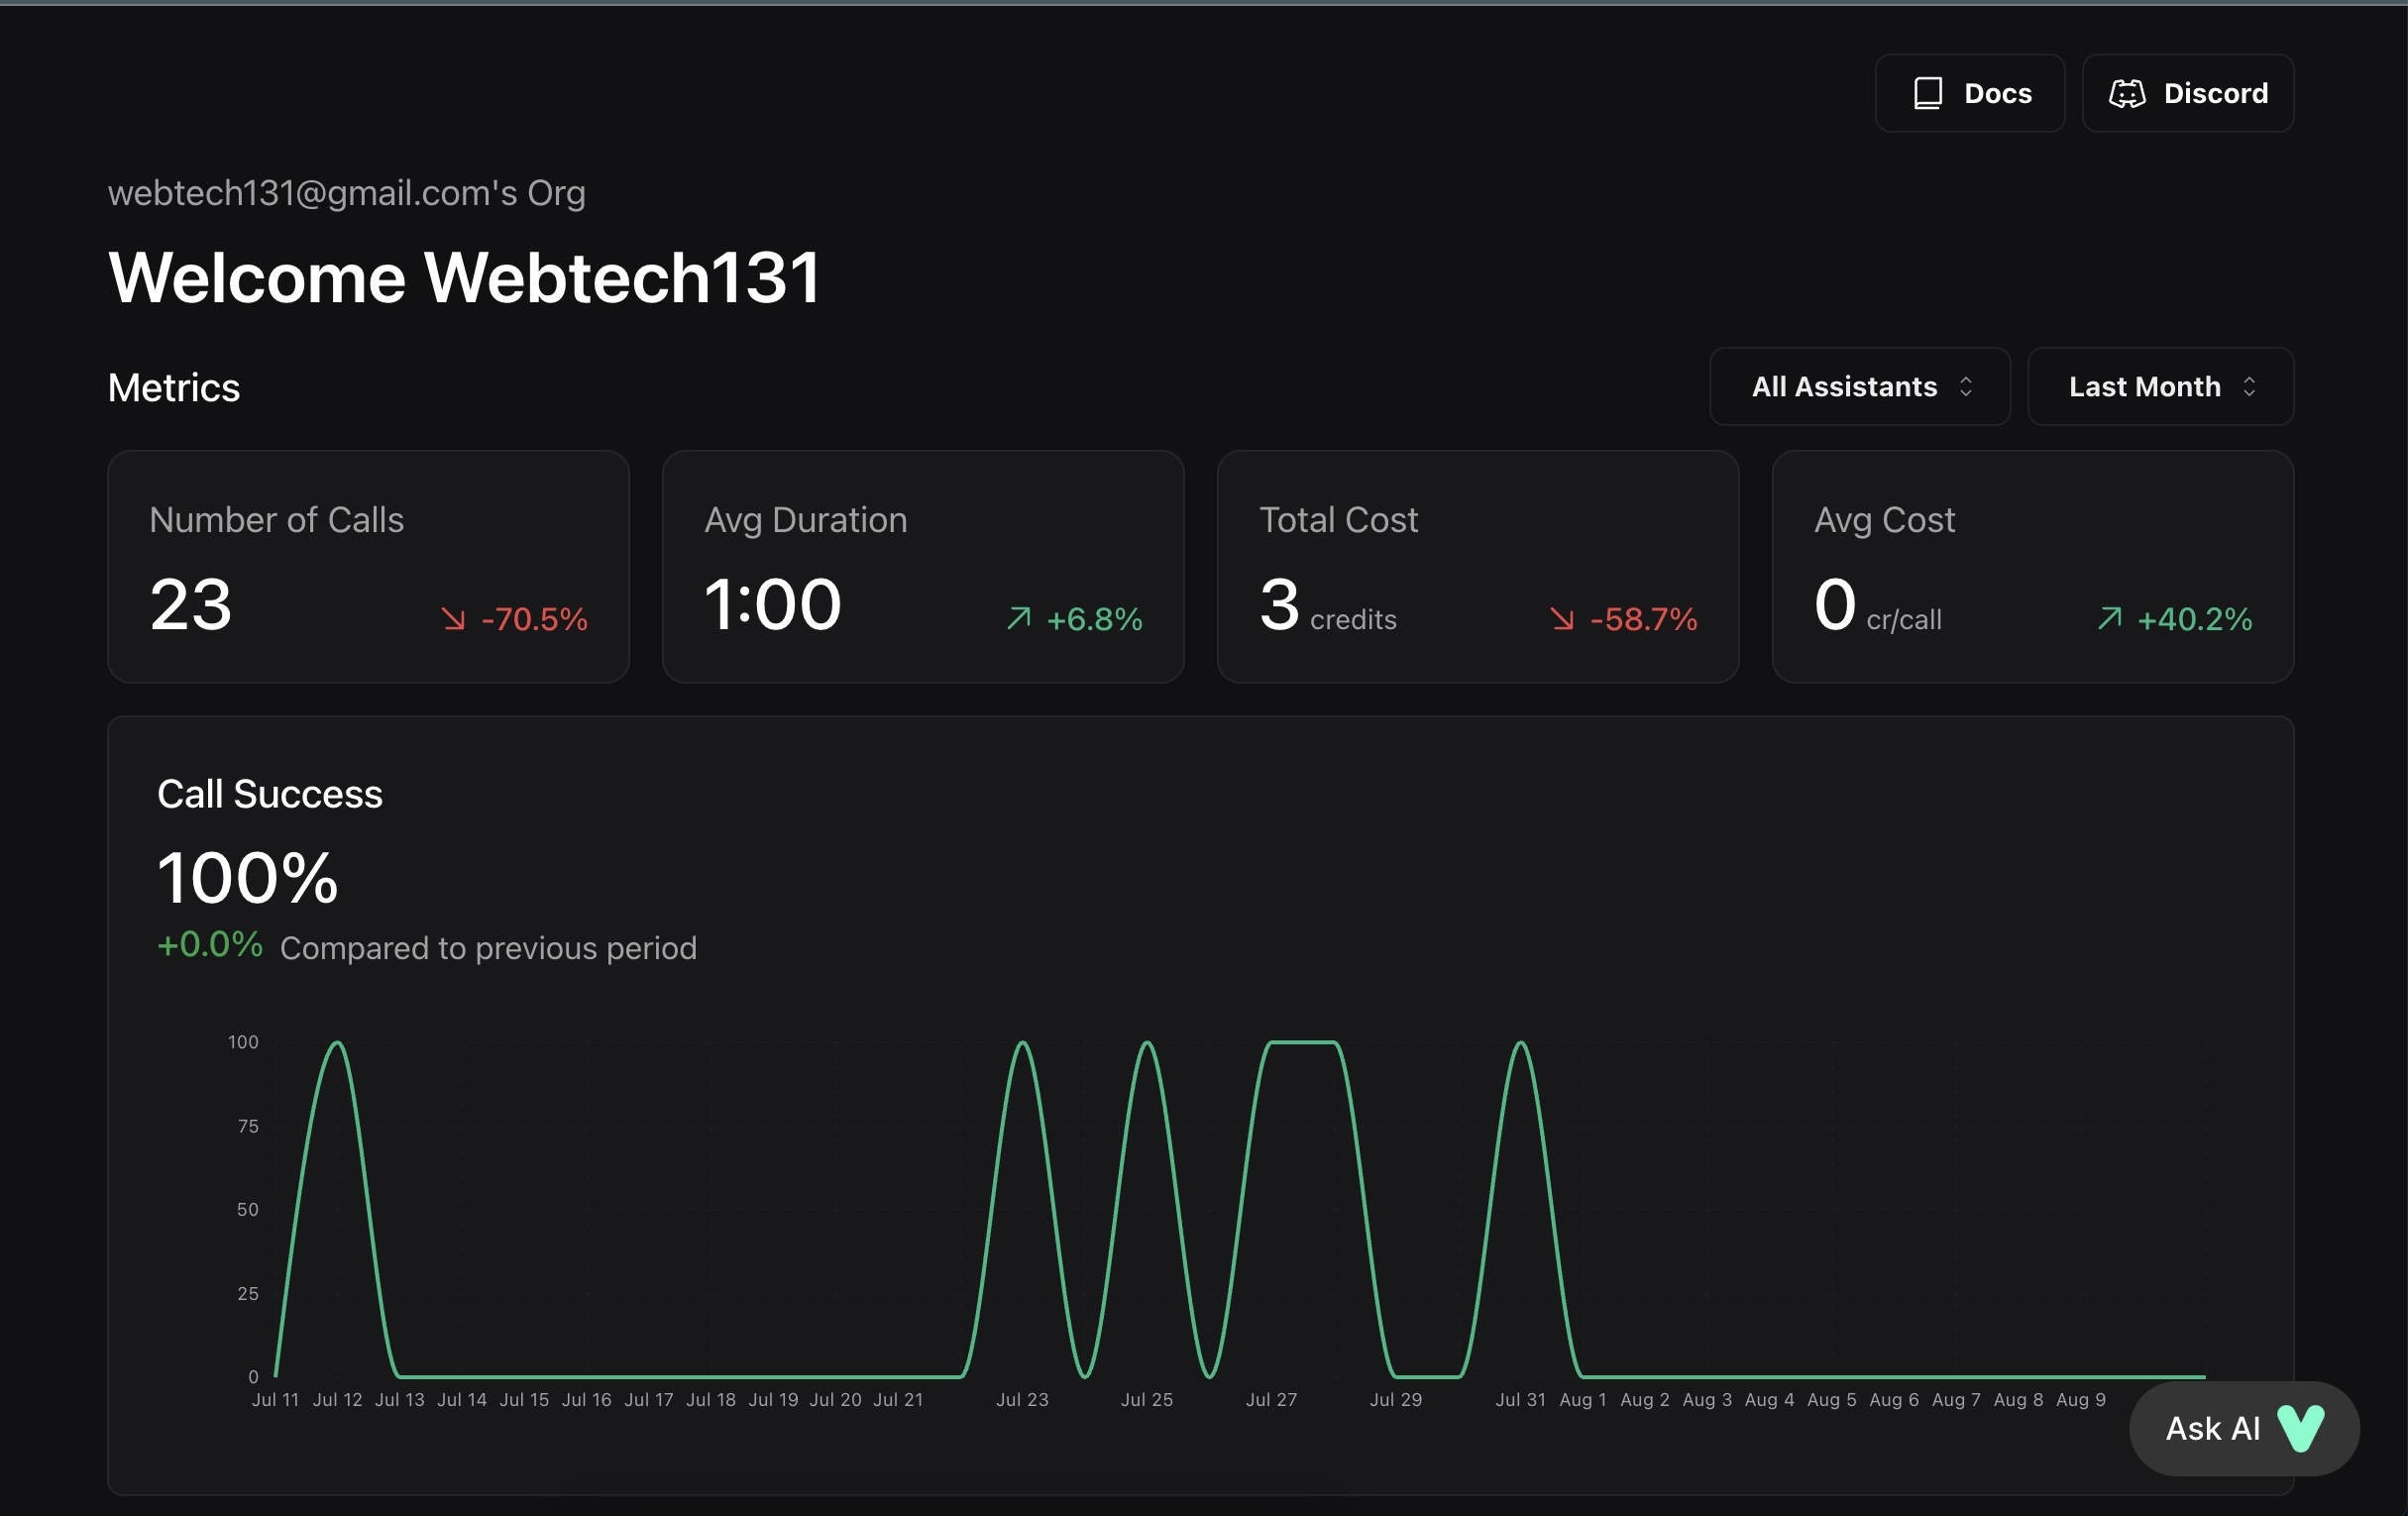 Docs
Discord
webtech131@gmail.com's Org
Welcome Webtech131
Metrics
All Assistants
Last Month
Number of Calls
23
-70.5%
Avg Duration
1:00
+6.8%
Total Cost
3 credits
-58.7%
Avg Cost
0 cr/call
+40.2%
Call Success
100%
+0.0% Compared to previous period
100
75
50
25
0
Jul 11 Jul 12 Jul 13 Jul 14 Jul 15 Jul 16 Jul 17 Jul 18 Jul 19 Jul 20 Jul 21 Jul 23 Jul 25 Jul 27 Jul 29 Jul 31 Aug 1 Aug 2 Aug 3 Aug 4 Aug 5 Aug 6 Aug 7 Aug 8 Aug 9
Ask AI